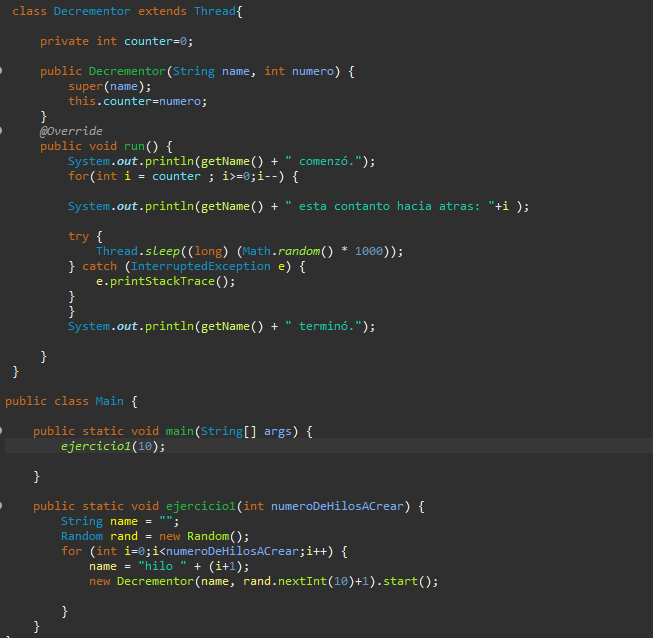 class Decrementor extends Thread{
private int counter=0;
public Decrementor(String name, int numero) {
super(name);
this.counter=numero;
}
@Override
public void run() {
System.out.println(getName() + " comenzó.");
for(int i = counter ; i>=0;i--) {
System.out.println(getName() + " esta contanto hacia atras: "+i );
try {
Thread.sleep((long) (Math.random() * 1000));
} catch (InterruptedException e) {
e.printStackTrace();
}
}
System.out.println(getName() + " terminó.");
}
}
public class Main {
public static void main(String[] args) {
ejercicio1(10);
}
public static void ejercicio1(int numeroDeHilosACrear) {
String name = "";
Random rand = new Random();
for (int i=0;i<numeroDeHilosACrear;i++) {
name = "hilo " + (i+1);
new Decrementor(name, rand.nextInt(10)+1).start();
}
}